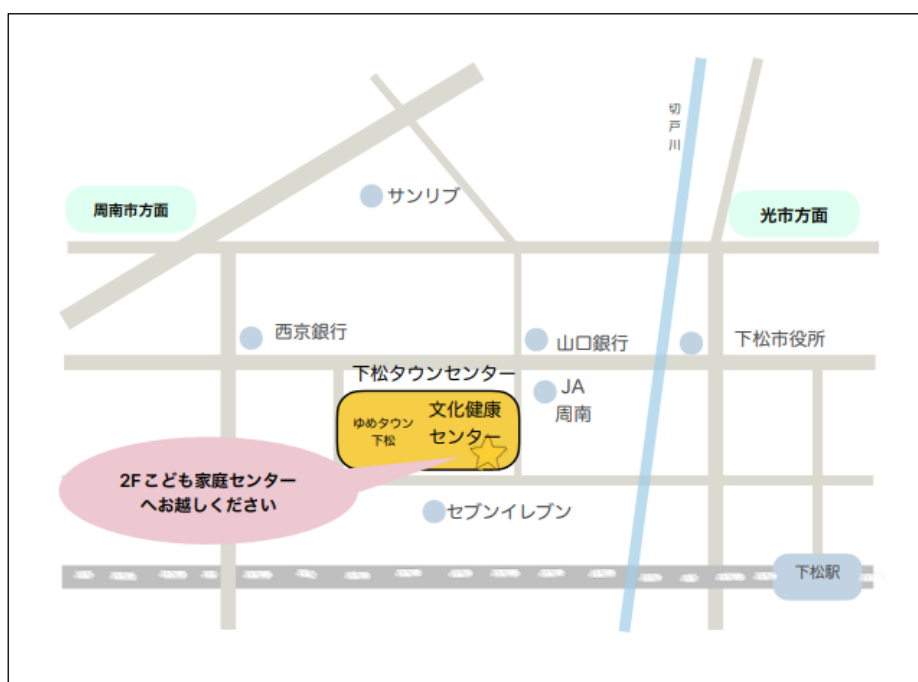 切戸川
サンリブ
周南市方面
光市方面
西京銀行
山口銀行
下松市役所
下松タウンセンター
JA
周南
ゆめタウン
下松
文化健康
センター
2Fこども家庭センター
へお越しください
セブンイレブン
下松駅